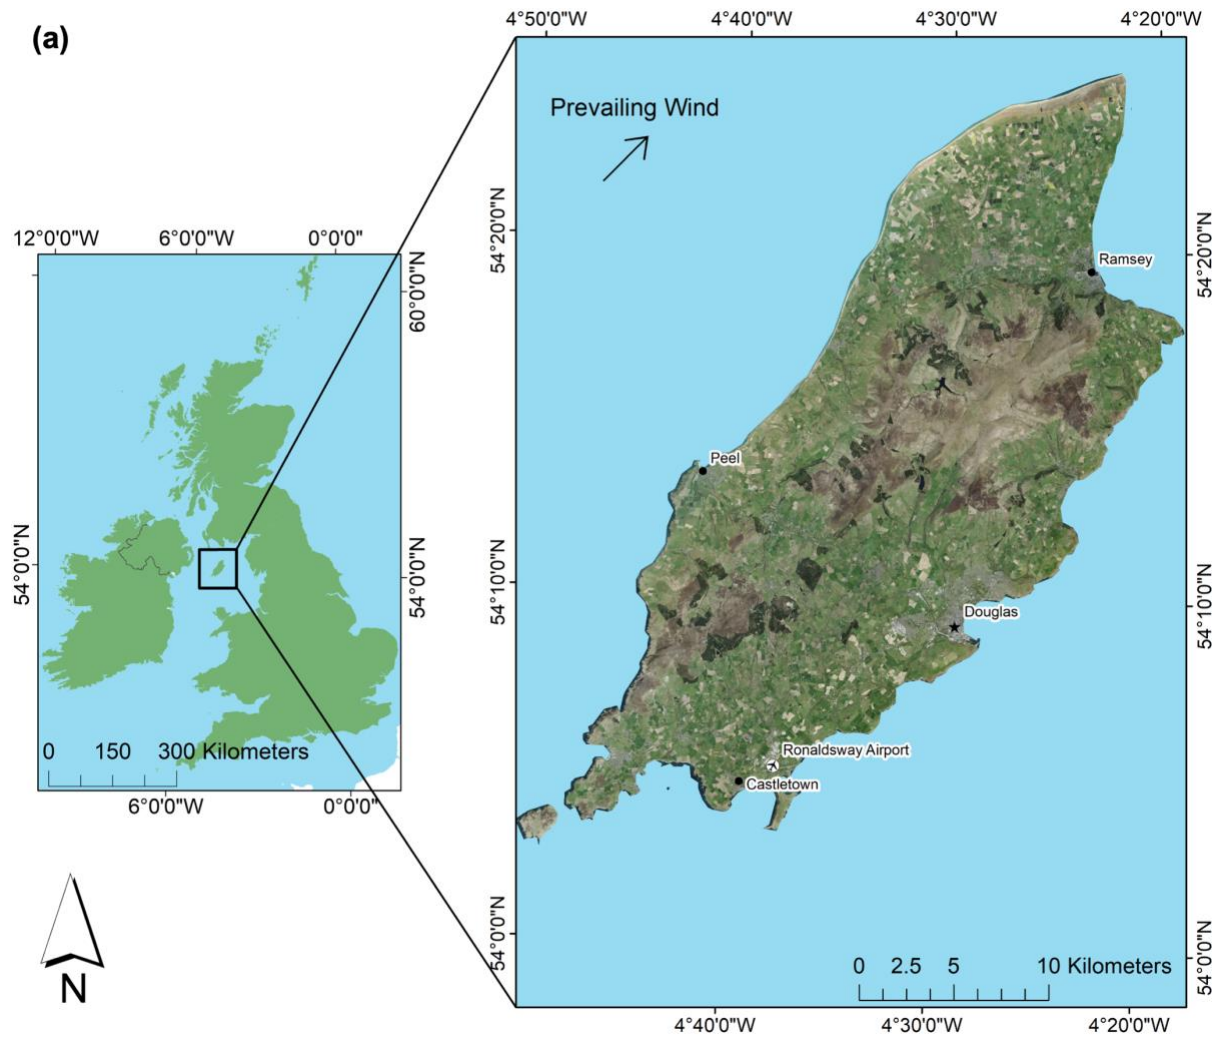 (a)
4°50'0"W 4°40'0"W 4°30'0"W 4°20'0"W
Prevailing Wind
54°20'0"N
54°20'0"N
Ramsey
12°0'0"W 6°0'0"W 0°0'0"
60°0'0"N
Peel
54°0'0"N
54°0'0"N
54°10'0"N
54°10'0"N
Douglas
0 150 300 Kilometers
Ronaldsway Airport
Castletown
6°0'0"W 0°0'0"
N
54°0'0"N
54°0'0"N
0 2.5 5 10 Kilometers
4°40'0"W 4°30'0"W 4°20'0"W